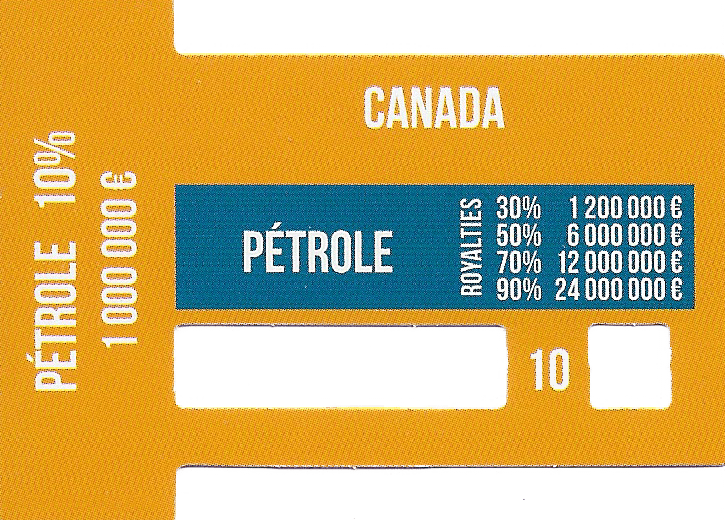 CANADA
PÉTROLE 10%
1 000 000 €
PÉTROLE
ROYALTIES
30% 1 200 000 €
50% 6 000 000 €
70% 12 000 000 €
90% 24 000 000 €
10